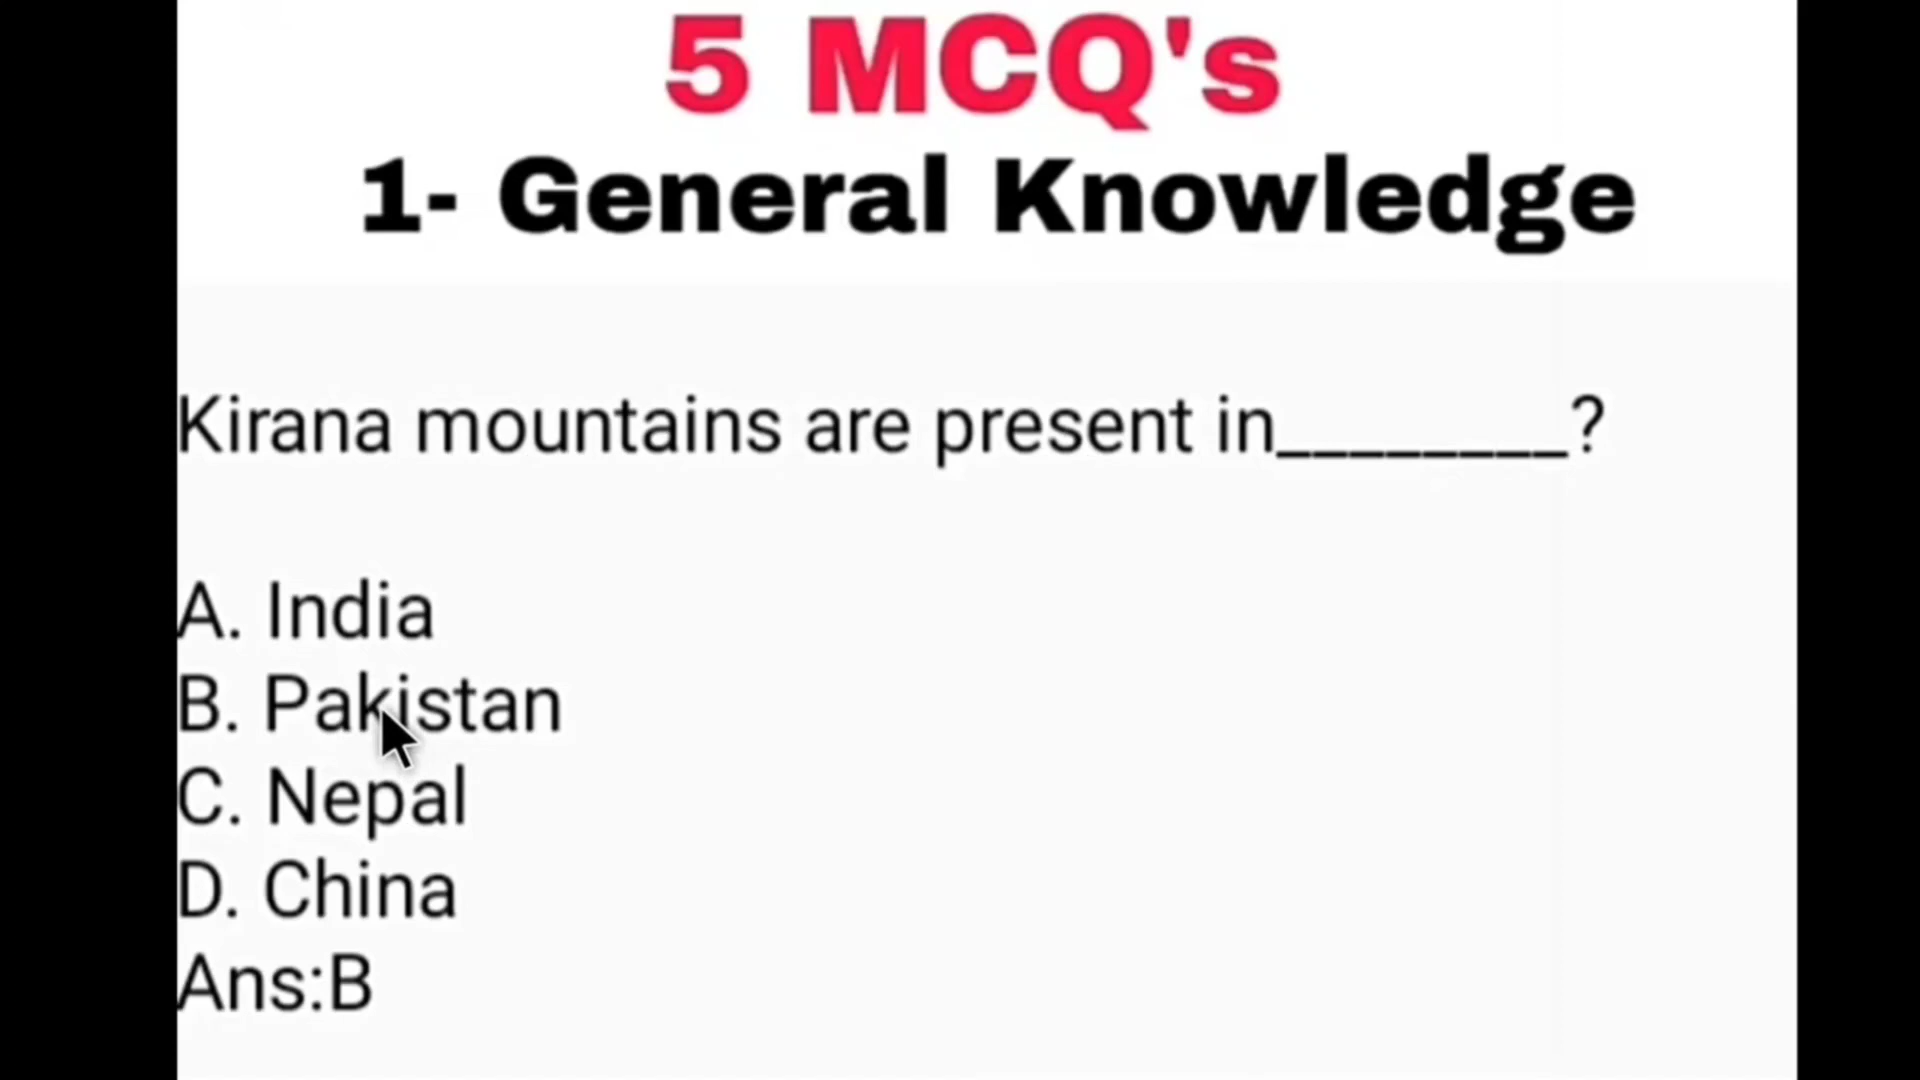 5 MCQ's
1- General Knowledge
Kirana mountains are present in________?
A. India
B. Pakistan
C. Nepal
D. China
Ans:B